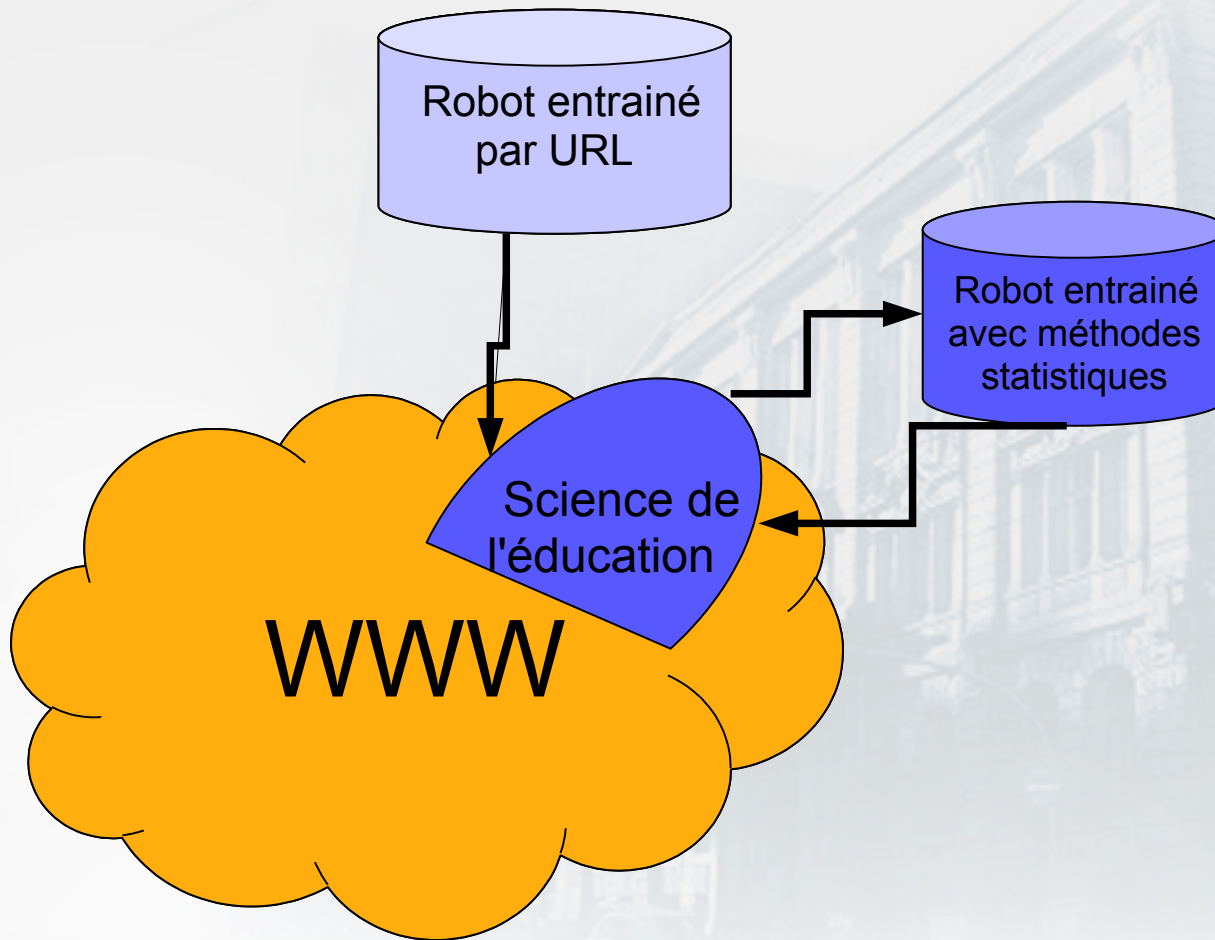 Robot entrainé
par URL
Robot entrainé
avec méthodes
statistiques
Science de
l'éducation
WWW